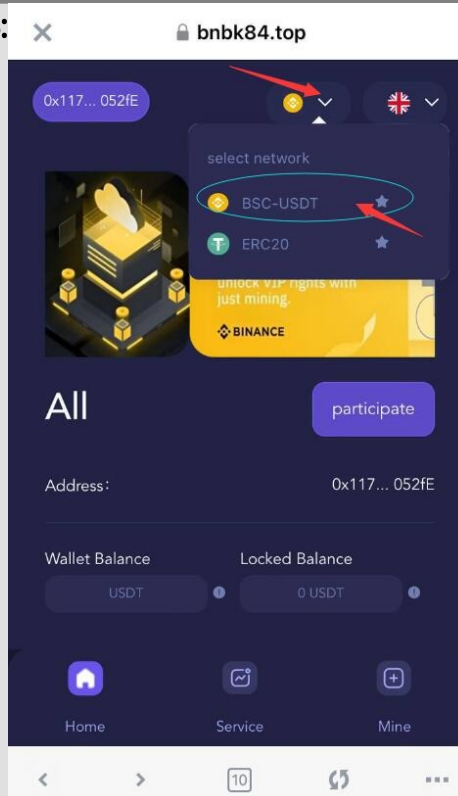 :
bnbk84.top
0x117... 052fE
select network
BSC-USDT
ERC20
unlock VIP rights with
just mining.
BINANCE
All
participate
Address:
0x117... 052fE
Wallet Balance
Locked Balance
USDT
0 USDT
Home
Service
Mine
10